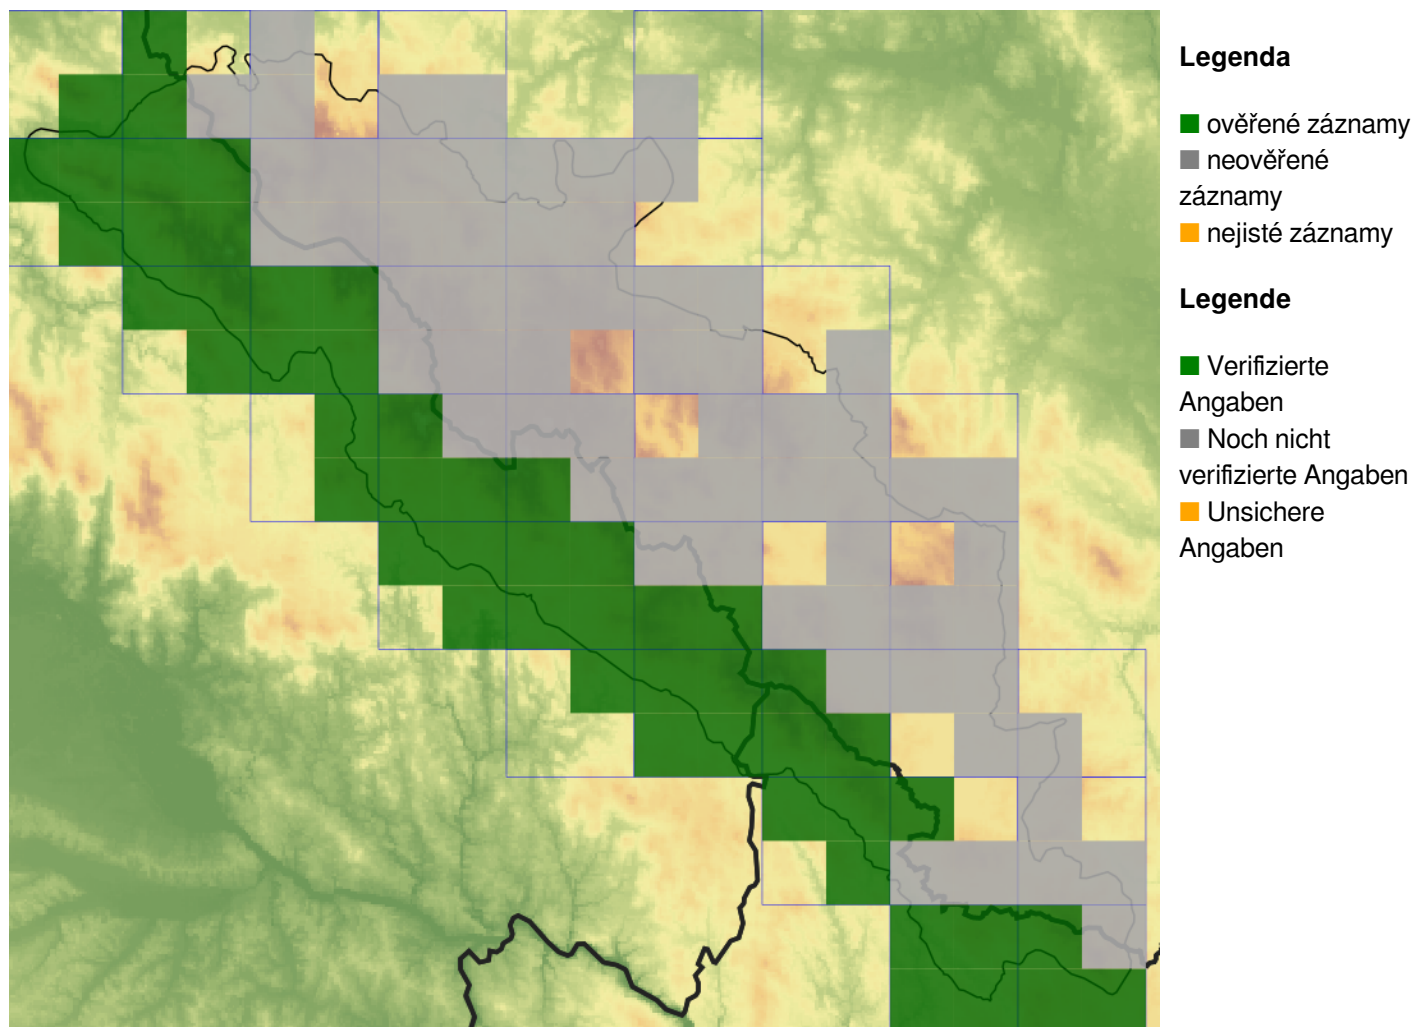 Legenda
ověřené záznamy
neověřené
záznamy
nejisté záznamy
Legende
Verifizierte
Angaben
Noch nicht
verifizierte Angaben
Unsichere
Angaben